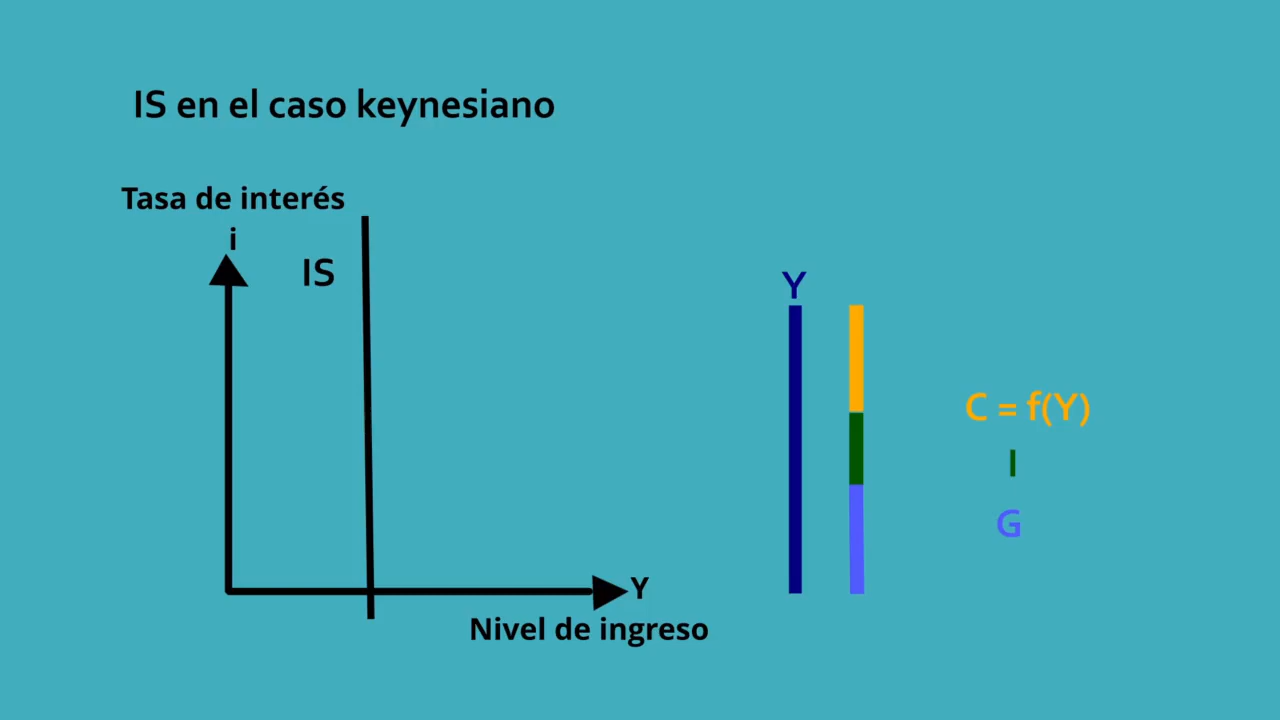 IS en el caso keynesiano
Tasa de interés
i
IS
Y
Nivel de ingreso
Y
C = f(Y)
I
G